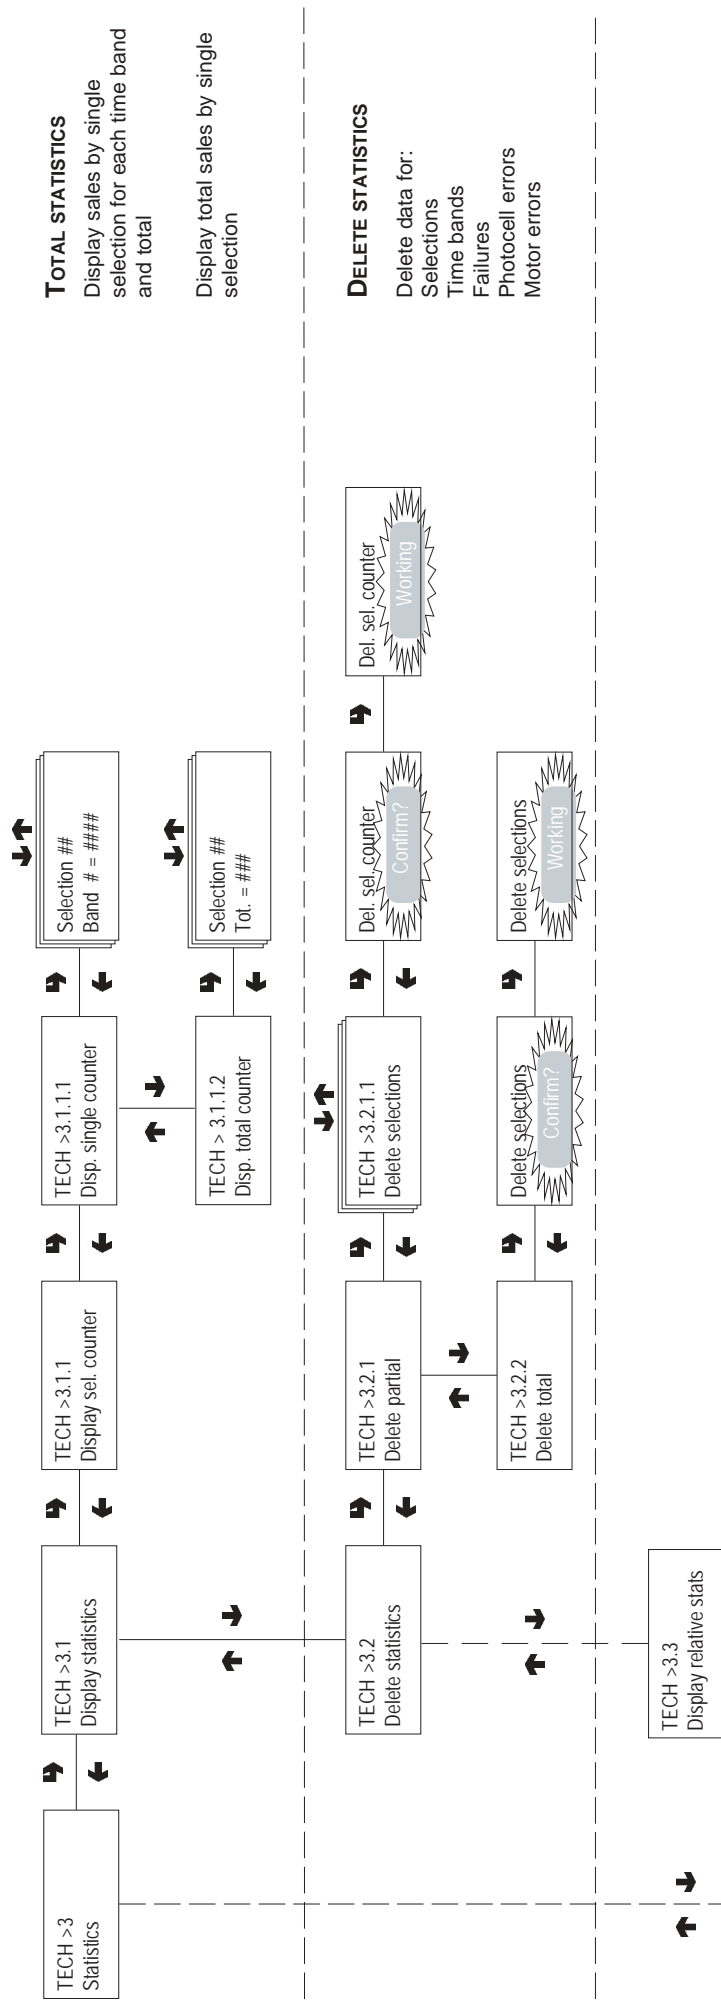 TECH >3
Statistics
TECH >3.1
Display statistics
TECH >3.1.1
Display sel. counter
TECH >3.1.1.1
Disp. single counter
Selection ##
Band # = ####
TOTAL STATISTICS
Display sales by single
selection for each time band
and total
TECH > 3.1.1.2
Disp. total counter
Selection ##
Tot. = ###
Display total sales by single
selection
TECH >3.2
Delete statistics
TECH >3.2.1
Delete partial
TECH >3.2.1.1
Delete selections
Del. sel. counter
Confirm?
Del. sel. counter
Working
DELETE STATISTICS
Delete data for:
Selections
Time bands
Failures
Photocell errors
Motor errors
TECH >3.2.2
Delete total
Delete selections
Confirm?
Delete selections
Working
TECH >3.3
Display relative stats